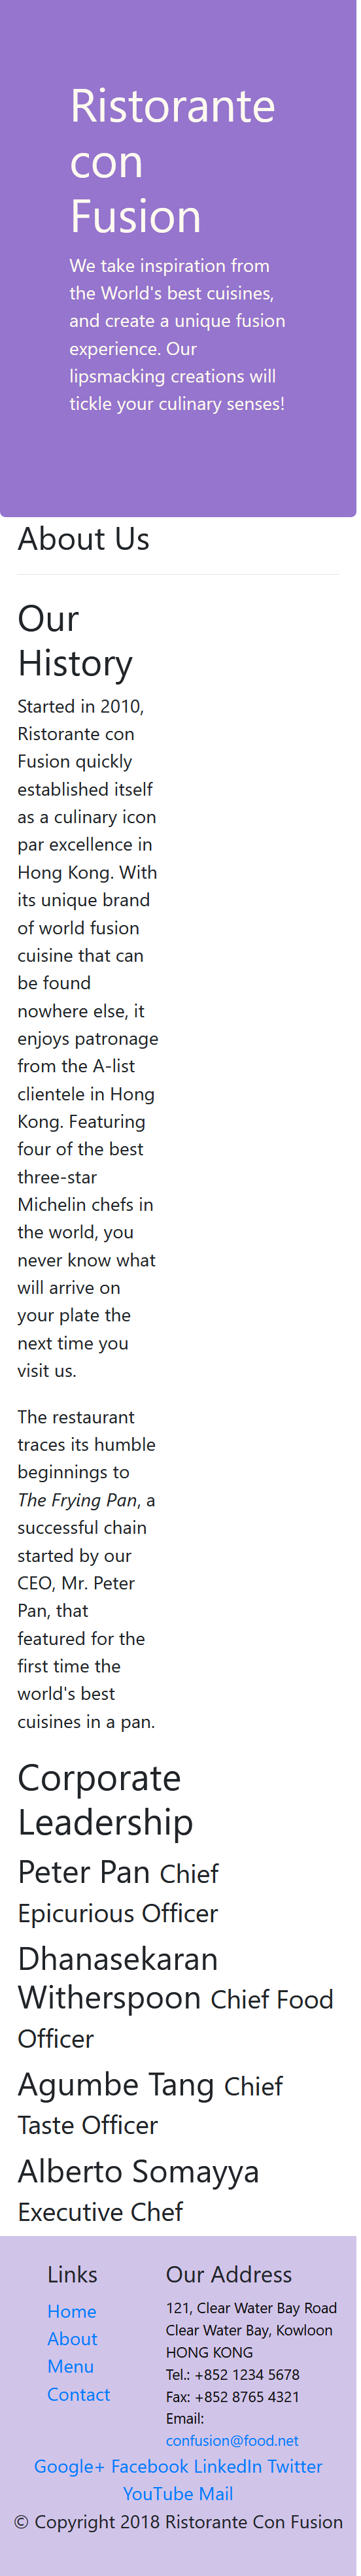 Ristorante
con
Fusion
We take inspiration from
the World's best cuisines,
and create a unique fusion
experience. Our
lipsmacking creations will
tickle your culinary senses!
About Us
Our
History
Started in 2010,
Ristorante con
Fusion quickly
established itself
as a culinary icon
par excellence in
Hong Kong. With
its unique brand
of world fusion
cuisine that can
be found
nowhere else, it
enjoys patronage
from the A-list
clientele in Hong
Kong. Featuring
four of the best
three-star
Michelin chefs in
the world, you
never know what
will arrive on
your plate the
next time you
visit us.
The restaurant
traces its humble
beginnings to
The Frying Pan, a
successful chain
started by our
CEO, Mr. Peter
Pan, that
featured for the
first time the
world's best
cuisines in a pan.
Corporate
Leadership
Peter Pan Chief
Epicurious Officer
Dhanasekaran
Witherspoon Chief Food
Officer
Agumbe Tang Chief
Taste Officer
Alberto Somayya
Executive Chef
Links
Home
About
Menu
Contact
Our Address
121, Clear Water Bay Road
Clear Water Bay, Kowloon
HONG KONG
Tel.: +852 1234 5678
Fax: +852 8765 4321
Email:
confusion@food.net
Google+ Facebook LinkedIn Twitter
YouTube Mail
© Copyright 2018 Ristorante Con Fusion